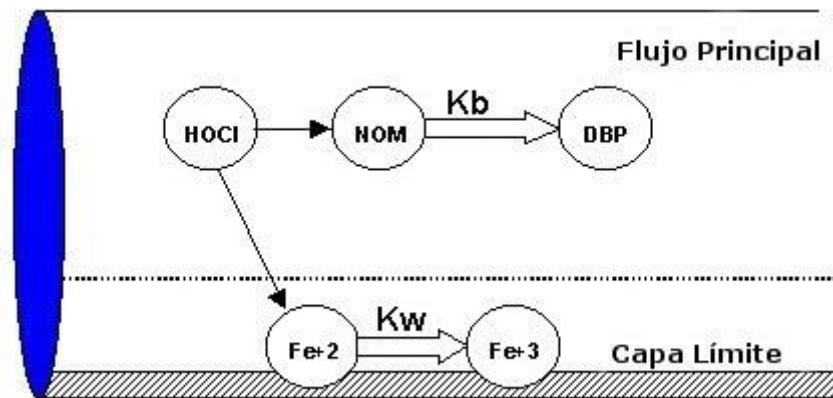 Flujo Principal
HOCl
NOM
Kb
DBP
Kw
Fe+2
Fe+3
Capa Límite